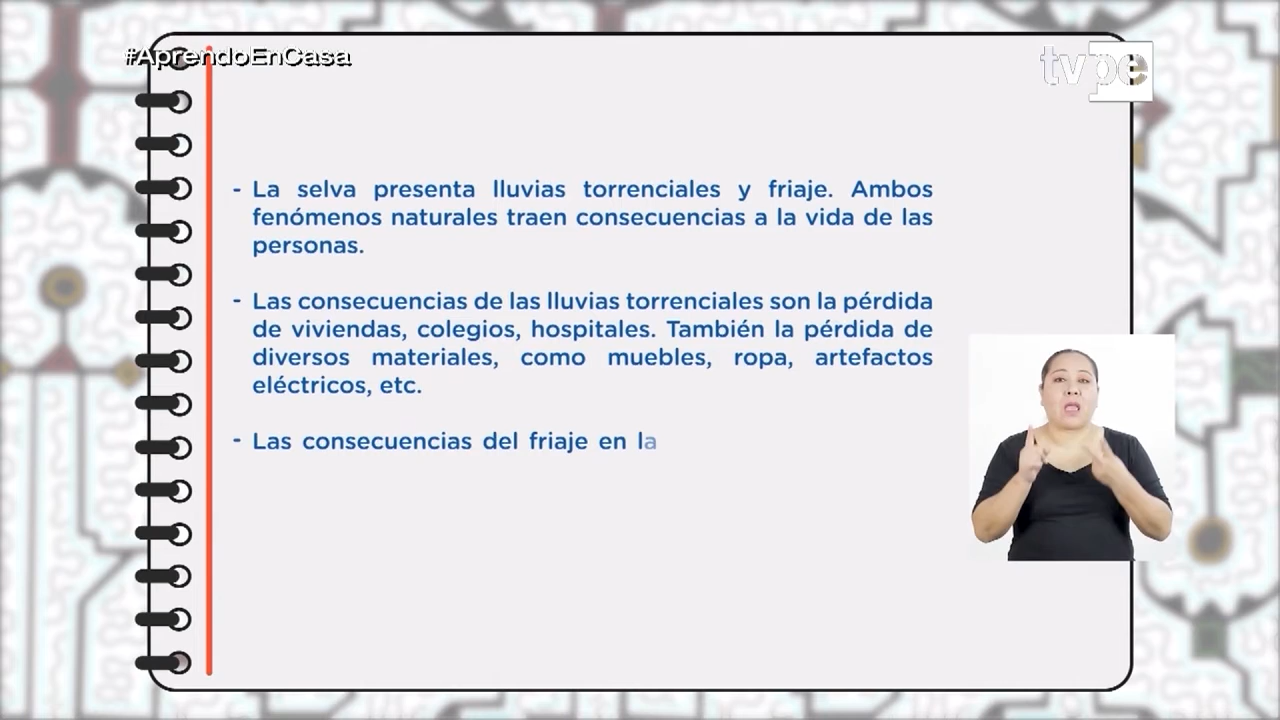 #AprendoEnCasa
tvpe
- La selva presenta lluvias torrenciales y friaje. Ambos
fenómenos naturales traen consecuencias a la vida de las
personas.
- Las consecuencias de las lluvias torrenciales son la pérdida
de viviendas, colegios, hospitales. También la pérdida de
diversos materiales, como muebles, ropa, artefactos
eléctricos, etc.
- Las consecuencias del friaje en la